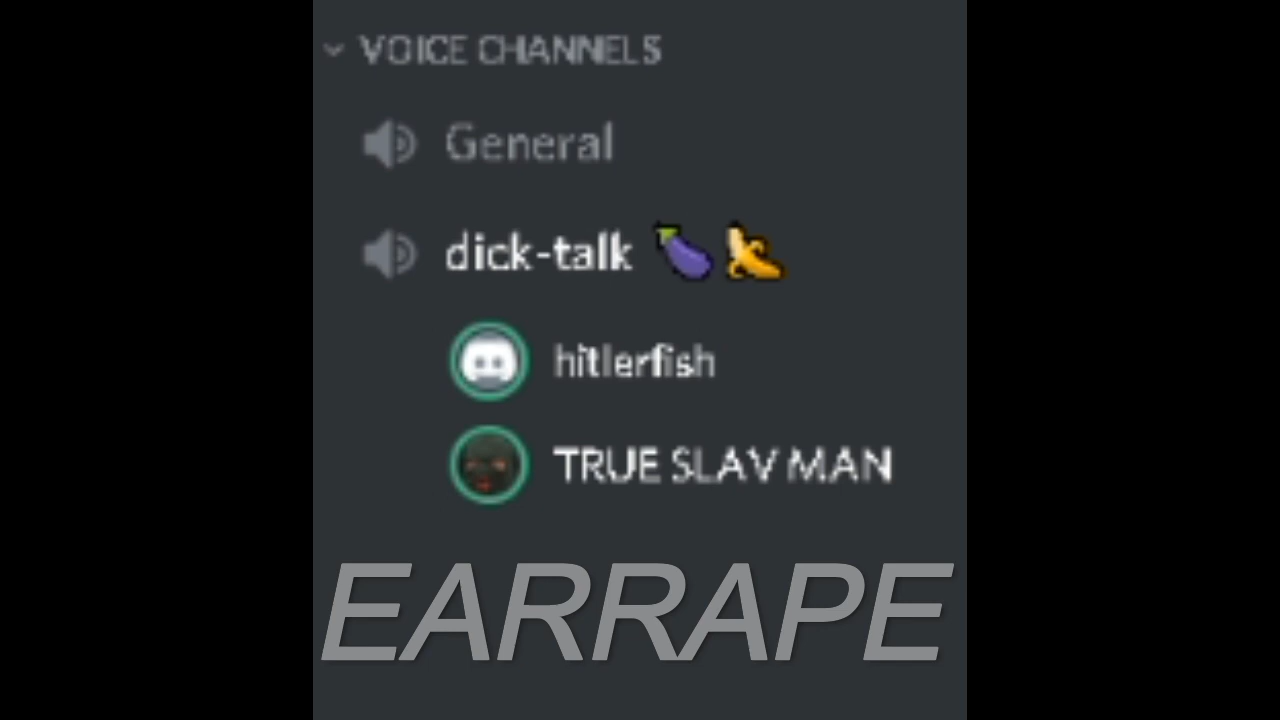 VOICE CHANNELS
General
dick-talk 🍆🍌
hitlerfish
TRUE SLAV MAN
EARRAPE